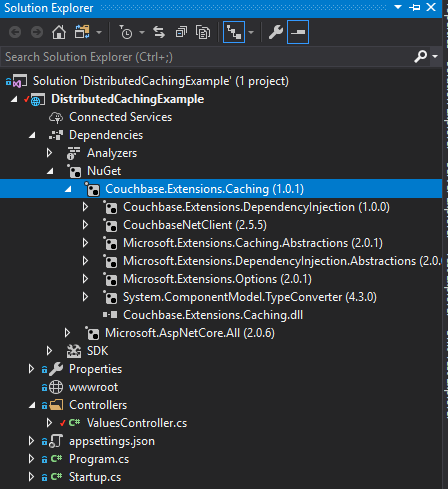 Solution Explorer
Search Solution Explorer (Ctrl+;)
Solution 'DistributedCachingExample' (1 project)
DistributedCachingExample
Connected Services
Dependencies
Analyzers
NuGet
Couchbase.Extensions.Caching (1.0.1)
Couchbase.Extensions.DependencyInjection (1.0.0)
CouchbaseNetClient (2.5.5)
Microsoft.Extensions.Caching.Abstractions (2.0.1)
Microsoft.Extensions.DependencyInjection.Abstractions (2.0.
Microsoft.Extensions.Options (2.0.1)
System.ComponentModel.TypeConverter (4.3.0)
Couchbase.Extensions.Caching.dll
Microsoft.AspNetCore.All (2.0.6)
SDK
Properties
wwwroot
Controllers
C# ValuesController.cs
appsettings.json
C# Program.cs
C# Startup.cs